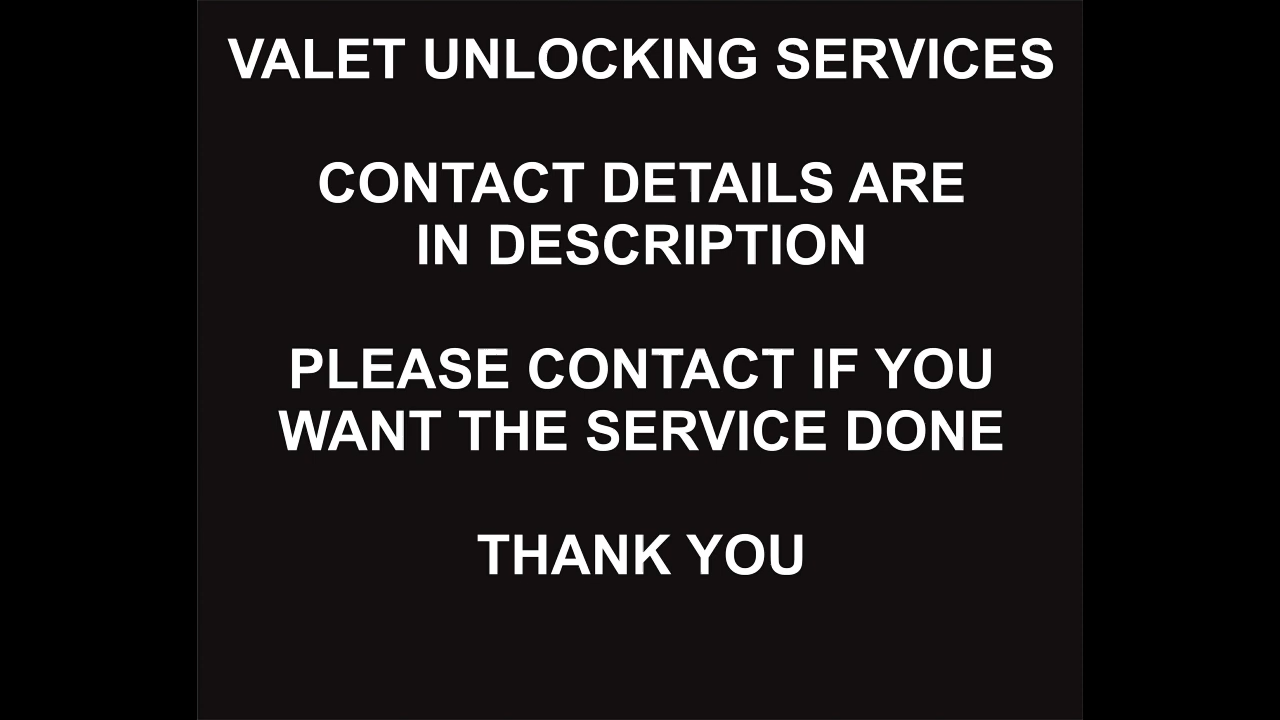 VALET UNLOCKING SERVICES
CONTACT DETAILS ARE
IN DESCRIPTION
PLEASE CONTACT IF YOU
WANT THE SERVICE DONE
THANK YOU